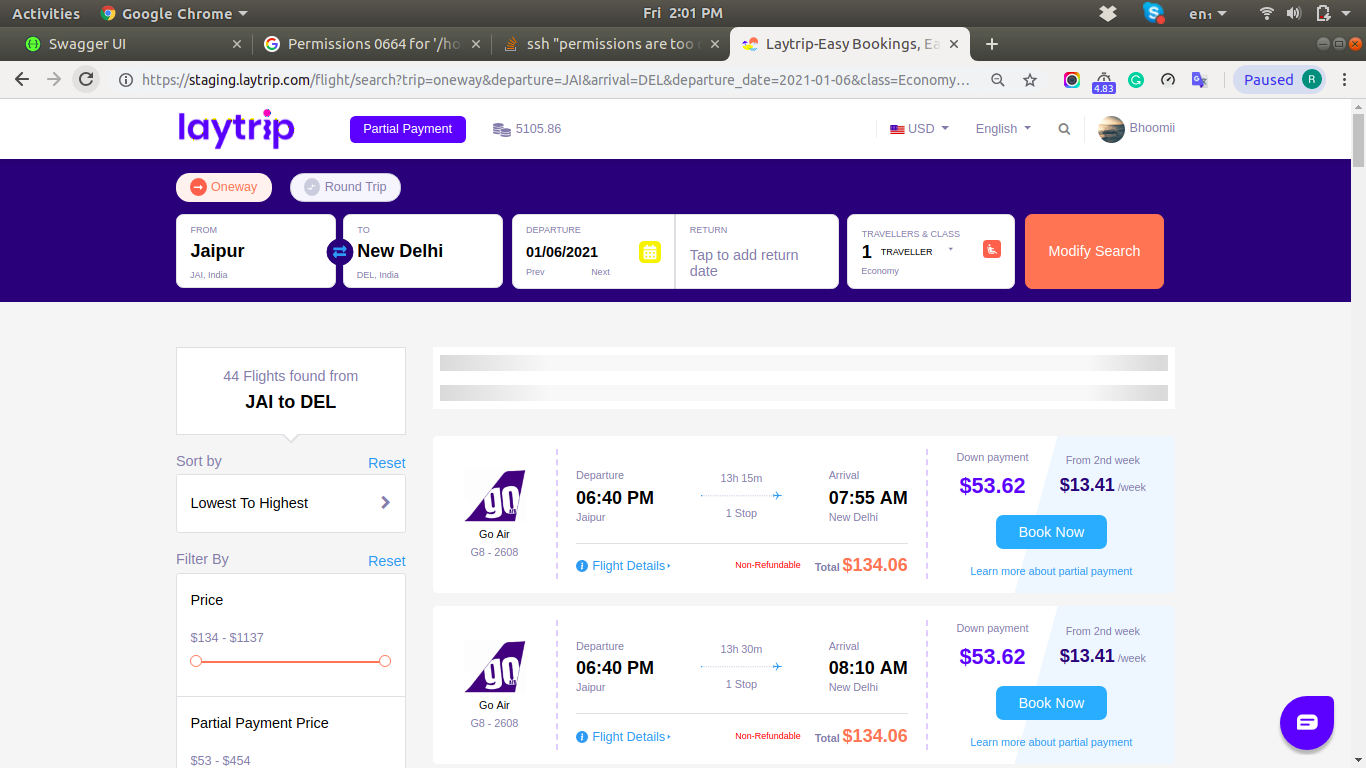 Activities
Google Chrome
Fri 2:01 PM
en₁
Swagger UI
Permissions 0664 for '/ho
ssh "permissions are too
Laytrip-Easy Bookings, Ea
https://staging.laytrip.com/flight/search?trip=oneway&departure=JAI&arrival=DEL&departure_date=2021-01-06&class=Economy…
4.83
Paused
R
laytrip
Partial Payment
5105.86
USD
English
Bhoomii
Oneway
Round Trip
FROM
Jaipur
JAI, India
TO
New Delhi
DEL, India
DEPARTURE
01/06/2021
Prev
Next
RETURN
Tap to add return
date
TRAVELLERS & CLASS
1 TRAVELLER
Economy
Modify Search
44 Flights found from
JAI to DEL
Sort by
Reset
Lowest To Highest
Filter By
Reset
Price
$134 - $1137
Partial Payment Price
$53 - $454
go
Go Air
G8 - 2608
Departure
06:40 PM
Jaipur
13h 15m
1 Stop
Arrival
07:55 AM
New Delhi
Flight Details
Non-Refundable
Total $134.06
Down payment
$53.62
From 2nd week
$13.41 /week
Book Now
Learn more about partial payment
go
Go Air
G8 - 2608
Departure
06:40 PM
Jaipur
13h 30m
1 Stop
Arrival
08:10 AM
New Delhi
Flight Details
Non-Refundable
Total $134.06
Down payment
$53.62
From 2nd week
$13.41 /week
Book Now
Learn more about partial payment